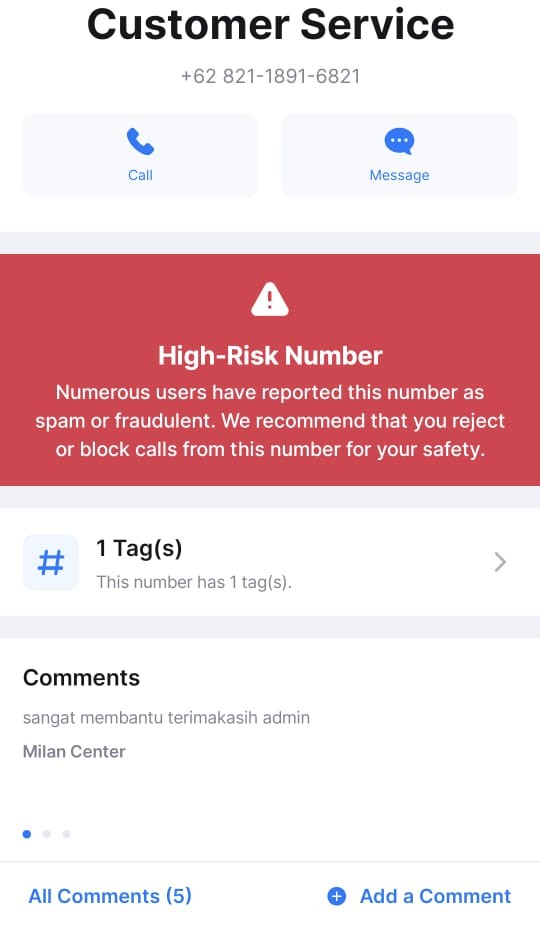 Customer Service
+62 821-1891-6821
Call
Message
High-Risk Number
Numerous users have reported this number as
spam or fraudulent. We recommend that you reject
or block calls from this number for your safety.
1 Tag(s)
This number has 1 tag(s).
Comments
sangat membantu terimakasih admin
Milan Center
All Comments (5)
Add a Comment